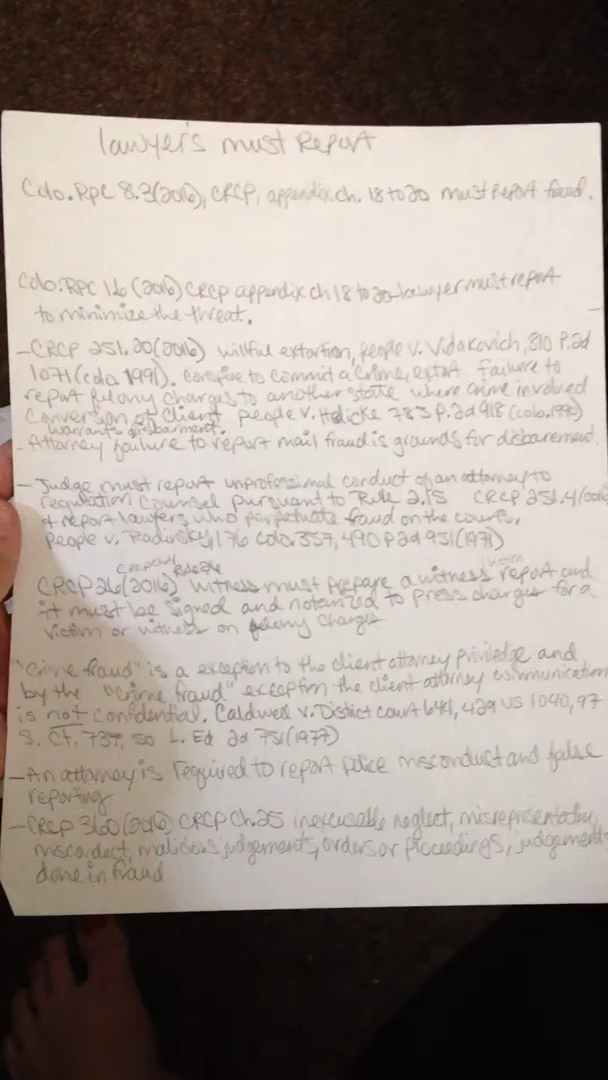 lawyers must Report
Colo.RPC 8.3(2016), CRCP, appendix.ch. 18 to 20 must Report fraud.
Colo.RPC 1.6 (2016) CRCP appendix ch 18 to 20 lawyer must report
to minimize the threat.
-CRCP 251.20(2016) willful extortion, people v. Vidakovich, 810 P.2d
1071 (colo. 1991). conspire to commit a crime, extort. failure to
report felony charges to another state where crime involved
conversion of client people v. Hdicke 783 P.2d 918 (colo.1990)
warrants disbarment.
- Attorney failure to report mail fraud is grounds for disbarement.
- Judge must report unprofessional conduct of an attorney to
regulation counsel pursuant to Rule 2.15 CRCP 251.4
& report lawyers who perpetuate fraud on the courts.
people v. Radinsky, 176 Colo. 357, 490 P.2d 951 (1971)
victim
CRCP 26 (2016) witness must prepare a witness report and
it must be signed and notarized to press charges for a
victim or witness on felony charges
"Crime fraud" is a exception to the client attorney priviledge and
by the "crime fraud" exception the client attorney communication
is not confidential. Caldwell v. District court 644, 429 US 1040, 97
S. Ct. 737, 50 L. Ed 2d 751 (1977)
-An attorney is required to report police misconduct and false
reporting
-CRCP 360 (2016) CRCP Ch.25 inexcusable neglect, misrepresentation,
misconduct, malicious judgements, orders or proceedings, judgements
done in fraud